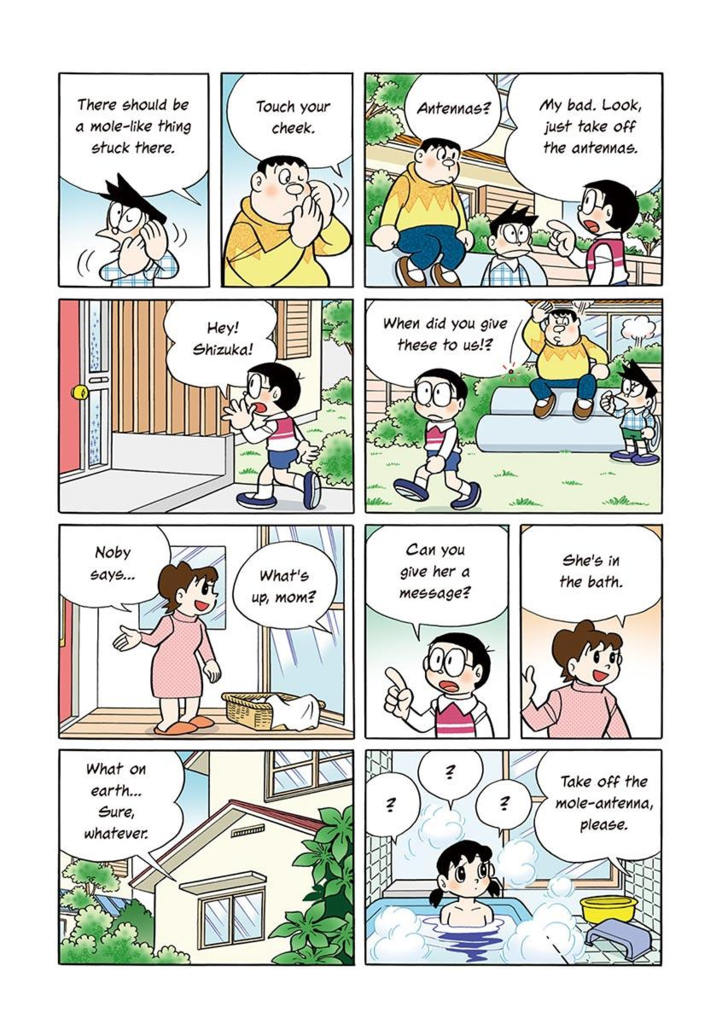 My bad. Look,
just take off
the antennas.
Antennas?
Touch your
cheek.
There should be
a mole-like thing
stuck there.
When did you give
these to us!?
Hey!
Shizuka!
She's in
the bath.
Can you
give her a
message?
What's
up, mom?
Noby
says...
Take off the
mole-antenna,
please.
?
?
?
What on
earth...
Sure,
whatever.